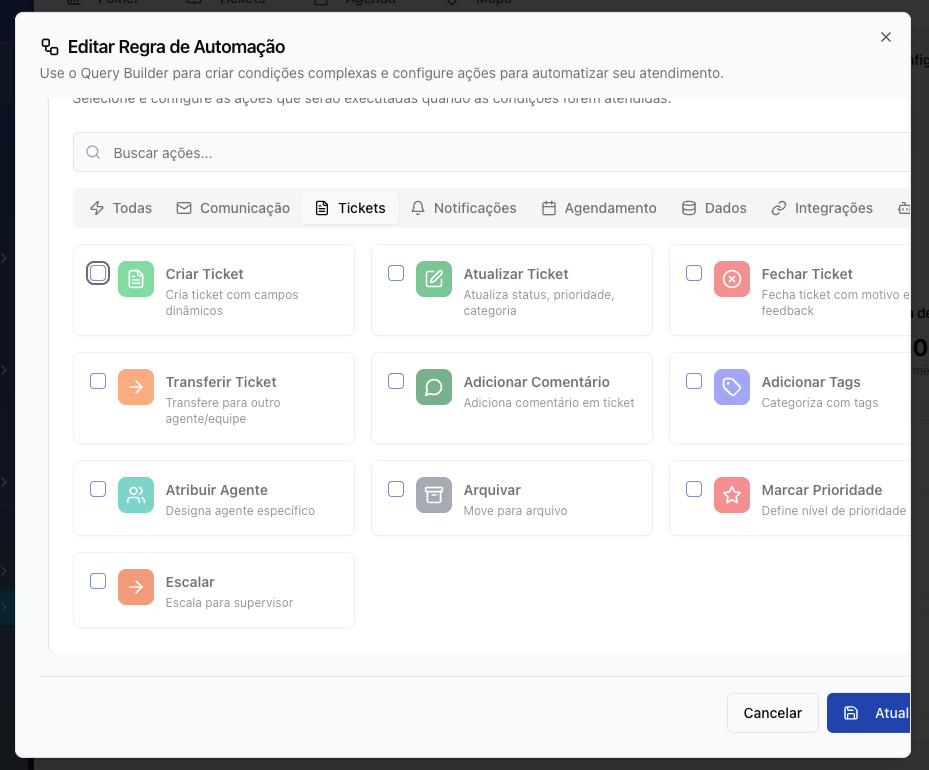 Painel Tickets Agenda Mapa
Editar Regra de Automação
Use o Query Builder para criar condições complexas e configure ações para automatizar seu atendimento.
Selecione e configure as ações que serão executadas quando as condições forem atendidas.
Buscar ações...
Todas Comunicação Tickets Notificações Agendamento Dados Integrações
Criar Ticket
Cria ticket com campos
dinâmicos
Atualizar Ticket
Atualiza status, prioridade,
categoria
Fechar Ticket
Fecha ticket com motivo e
feedback
Transferir Ticket
Transfere para outro
agente/equipe
Adicionar Comentário
Adiciona comentário em ticket
Adicionar Tags
Categoriza com tags
Atribuir Agente
Designa agente específico
Arquivar
Move para arquivo
Marcar Prioridade
Define nível de prioridade
Escalar
Escala para supervisor
Cancelar
Atual